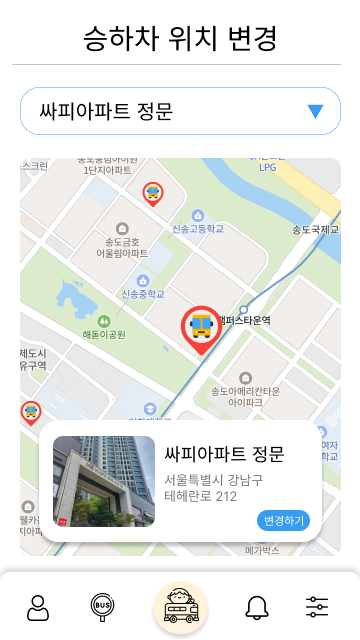 승하차 위치 변경
싸피아파트 정문
스크린
송도풍림아이원
1단지아파트
LPG
신송고등학교
송도국제교
송도금호
어울림아파트
신송중학교
캠퍼스타운역
해돋이공원
제도시
유구역
송도아메리칸타운
아이파크
여자
학교
싸피아파트 정문
서울특별시 강남구
테헤란로 212
변경하기
웰카운
지아파
메가박스
BUS